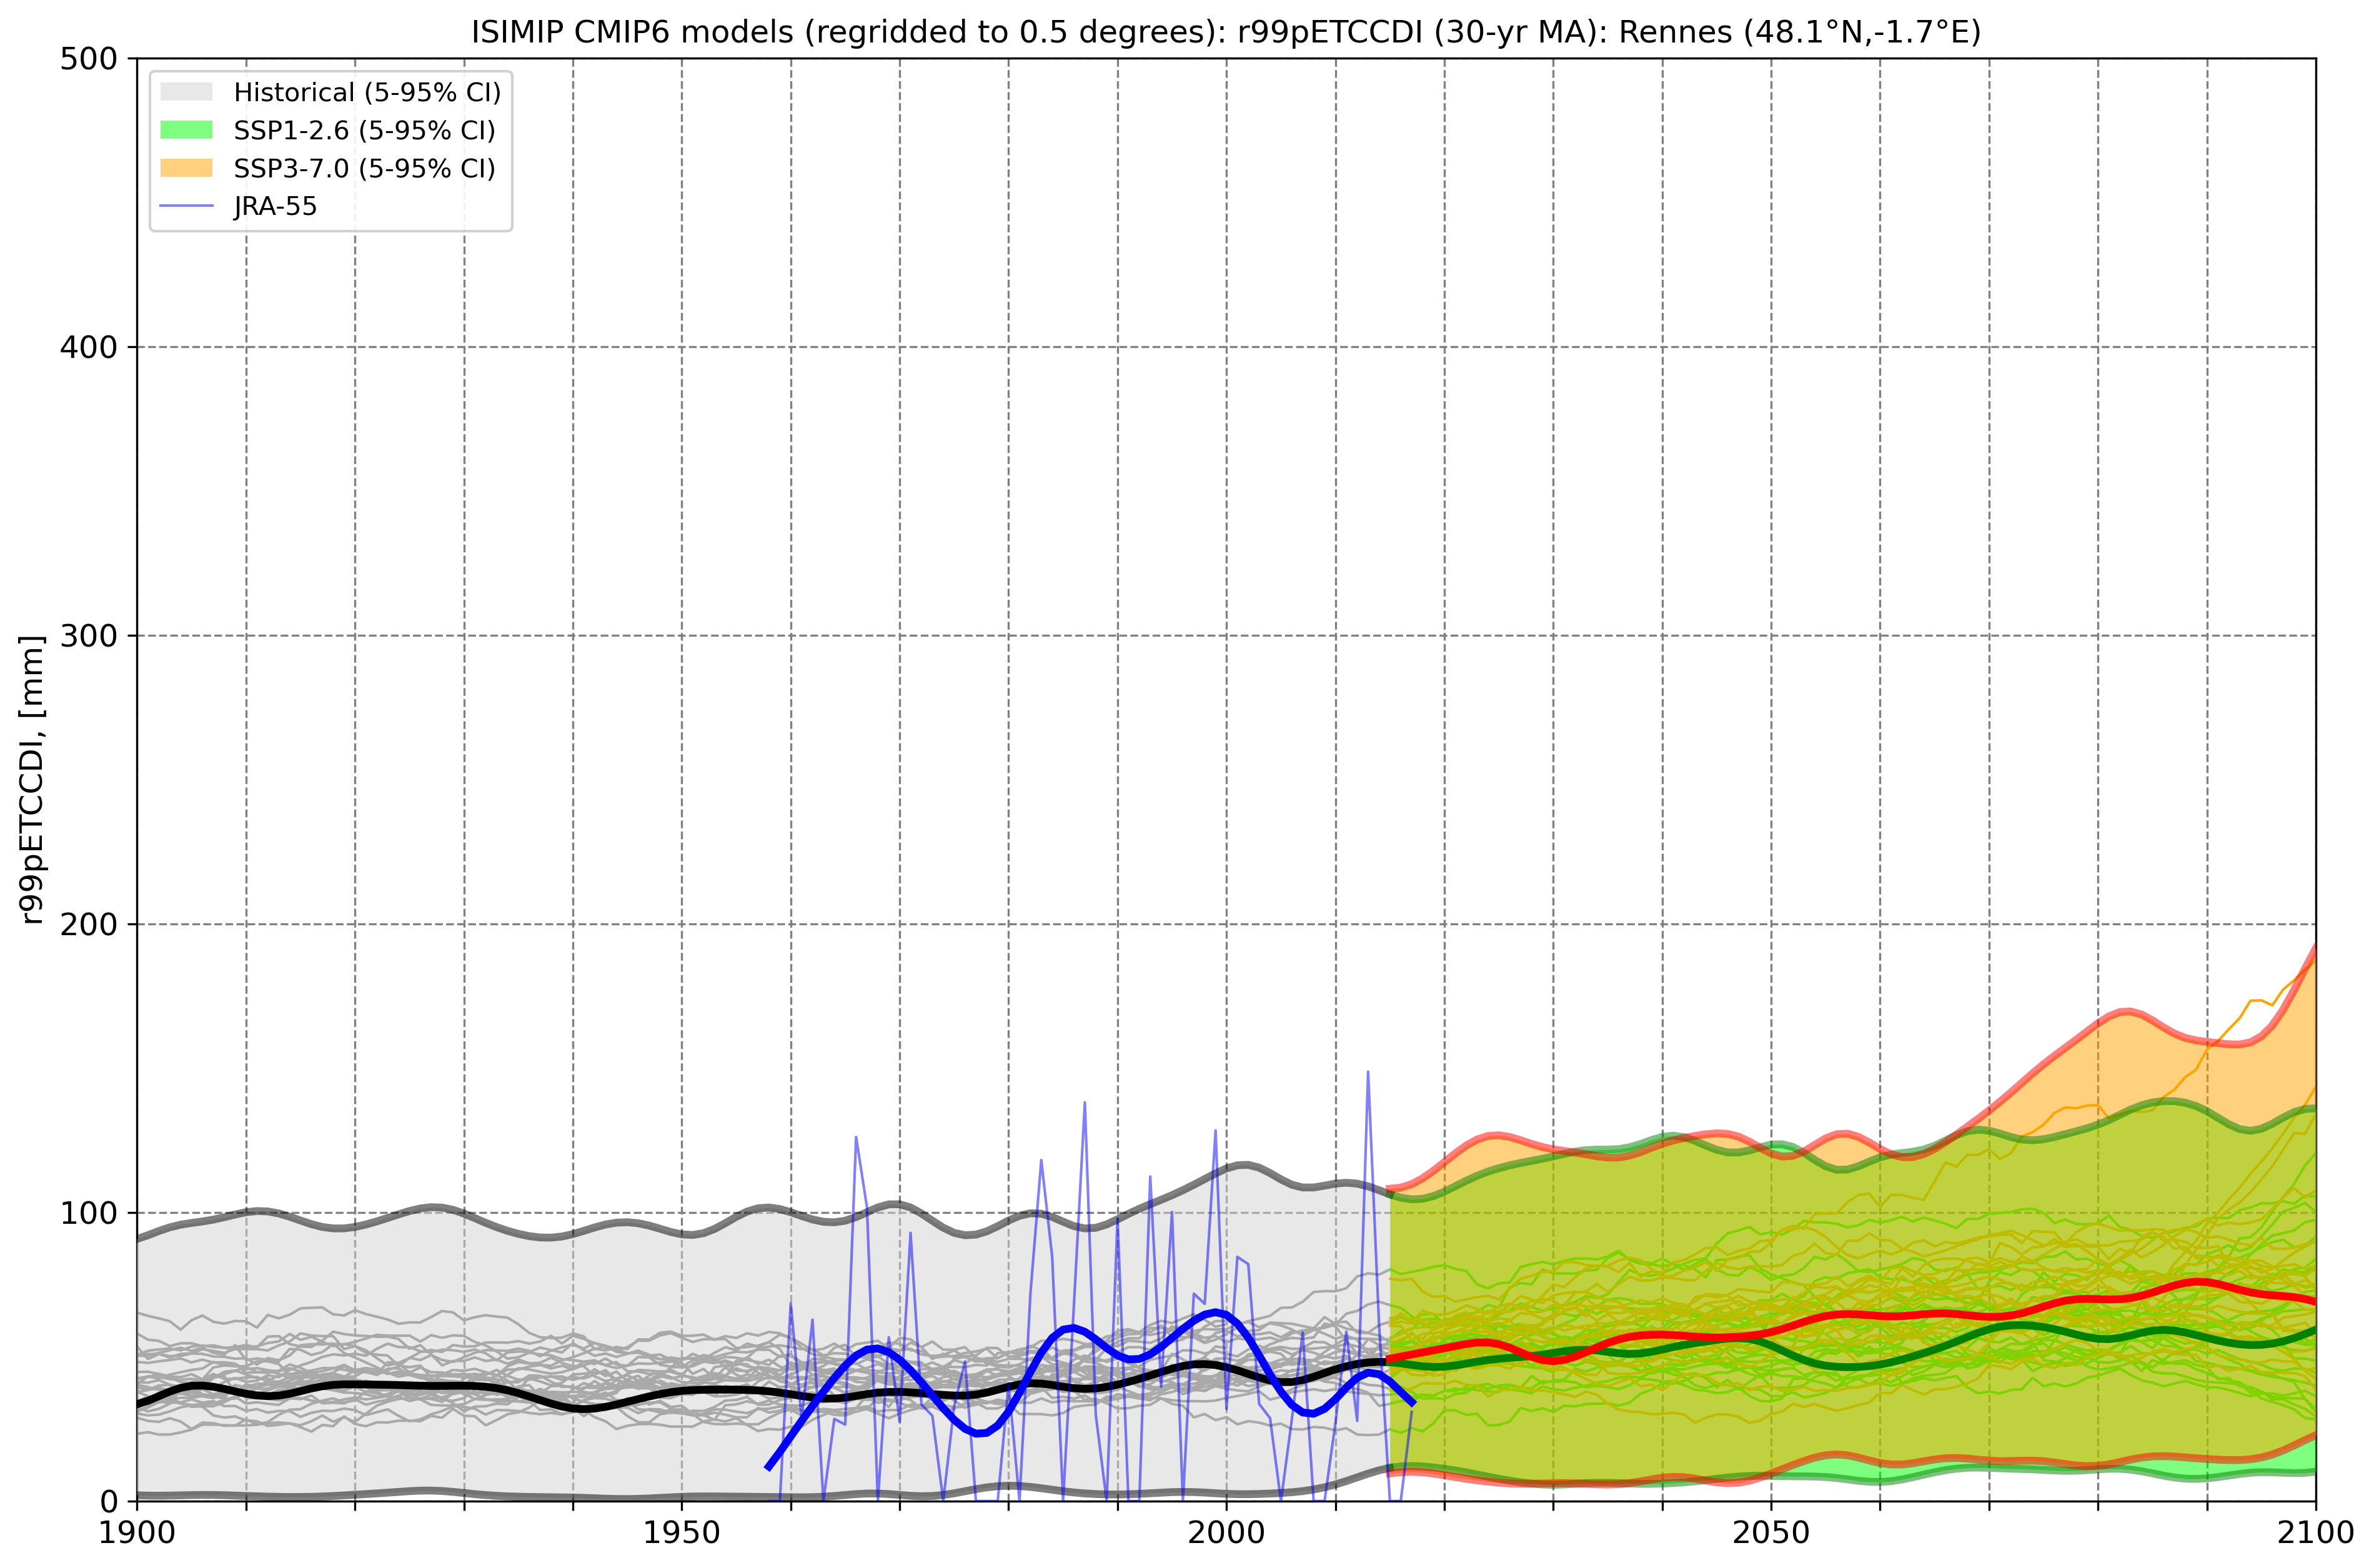 ISIMIP CMIP6 models (regridded to 0.5 degrees): r99pETCCDI (30-yr MA): Rennes (48.1°N,-1.7°E)
Historical (5-95% CI)
SSP1-2.6 (5-95% CI)
SSP3-7.0 (5-95% CI)
JRA-55
r99pETCCDI, [mm]
500
400
300
200
100
0
1900 1950 2000 2050 2100